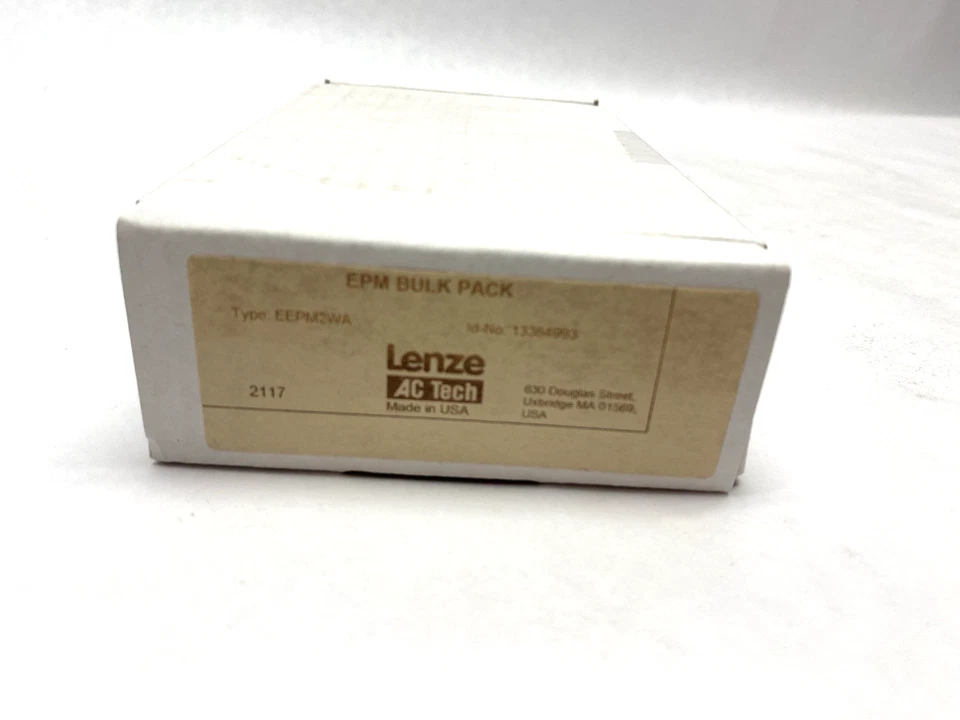 EPM BULK PACK
Type: EEPM2WA
Id-No: 13364993
Lenze
AC Tech
2117
Made in USA
630 Douglas Street,
Uxbridge MA 01569,
USA